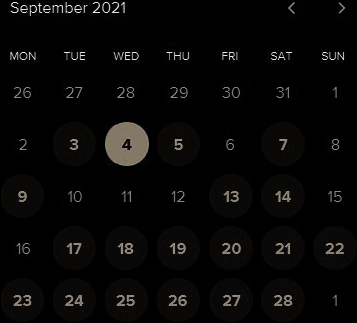 September 2021 < >
MON TUE WED THU FRI SAT SUN
26 27 28 29 30 31 1
2 3 4 5 6 7 8
9 10 11 12 13 14 15
16 17 18 19 20 21 22
23 24 25 26 27 28 1